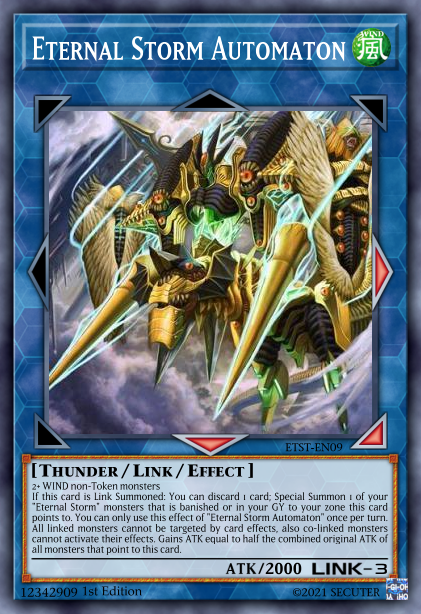 ETERNAL STORM AUTOMATON
WIND
風
ETST-EN09
[THUNDER / LINK / EFFECT]
2+ WIND non-Token monsters
If this card is Link Summoned: You can discard 1 card; Special Summon 1 of your
"Eternal Storm" monsters that is banished or in your GY to your zone this card
points to. You can only use this effect of "Eternal Storm Automaton" once per turn.
All linked monsters cannot be targeted by card effects, also co-linked monsters
cannot activate their effects. Gains ATK equal to half the combined original ATK of
all monsters that point to this card.
ATK/2000 LINK-3
12342909 1st Edition ©2021 SECUTER